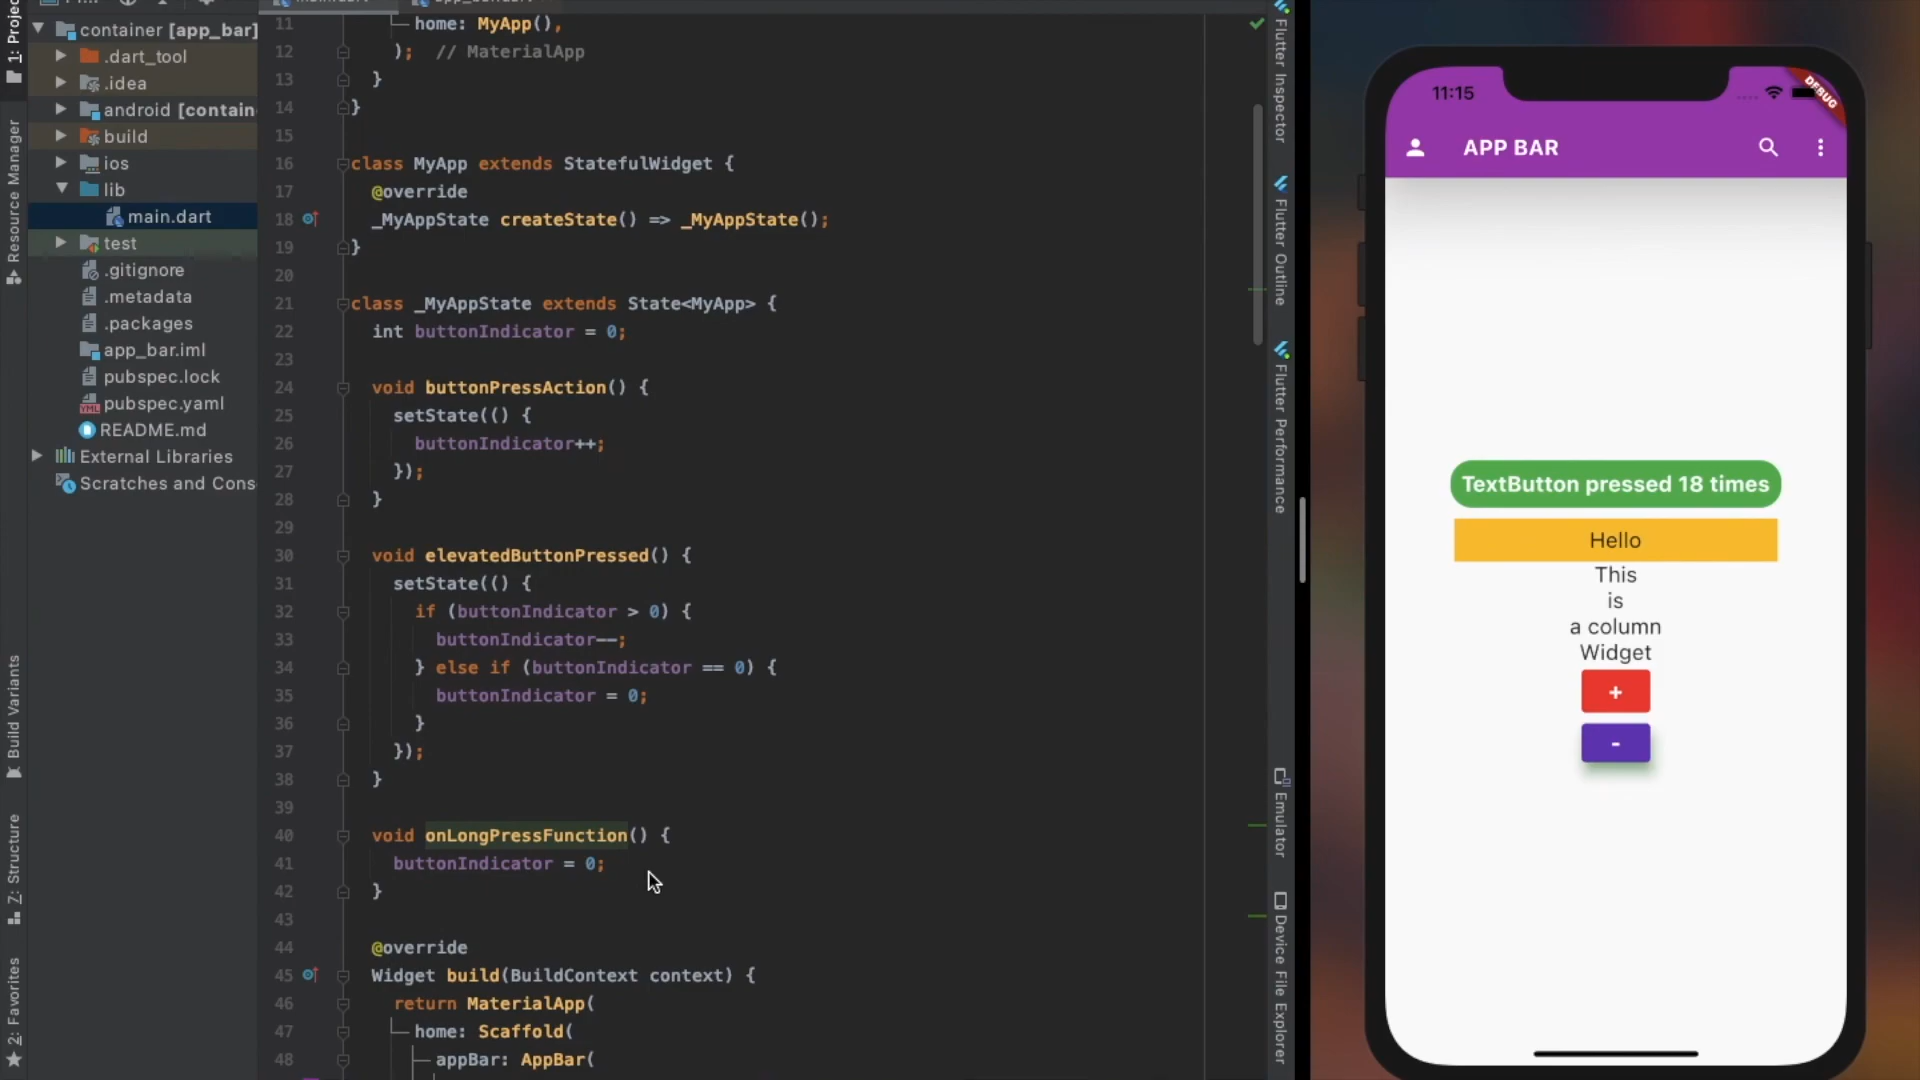 1: Project
Resource Manager
Build Variants
Z: Structure
2: Favorites
container [app_bar]
.dart_tool
.idea
android [contain
build
ios
lib
main.dart
test
.gitignore
.metadata
.packages
app_bar.iml
pubspec.lock
pubspec.yaml
README.md
External Libraries
Scratches and Cons
11 home: MyApp(),
12 ); // MaterialApp
13 }
14 }
15
16 class MyApp extends StatefulWidget {
17 @override
18 _MyAppState createState() => _MyAppState();
19 }
20
21 class _MyAppState extends State<MyApp> {
22 int buttonIndicator = 0;
23
24 void buttonPressAction() {
25 setState(() {
26 buttonIndicator++;
27 });
28 }
29
30 void elevatedButtonPressed() {
31 setState(() {
32 if (buttonIndicator > 0) {
33 buttonIndicator--;
34 } else if (buttonIndicator == 0) {
35 buttonIndicator = 0;
36 }
37 });
38 }
39
40 void onLongPressFunction() {
41 buttonIndicator = 0;
42 }
43
44 @override
45 Widget build(BuildContext context) {
46 return MaterialApp(
47 home: Scaffold(
48 appBar: AppBar(
Flutter Inspector
Flutter Outline
Flutter Performance
Emulator
Device File Explorer
11:15
DEBUG
APP BAR
TextButton pressed 18 times
Hello
This
is
a column
Widget
+
-